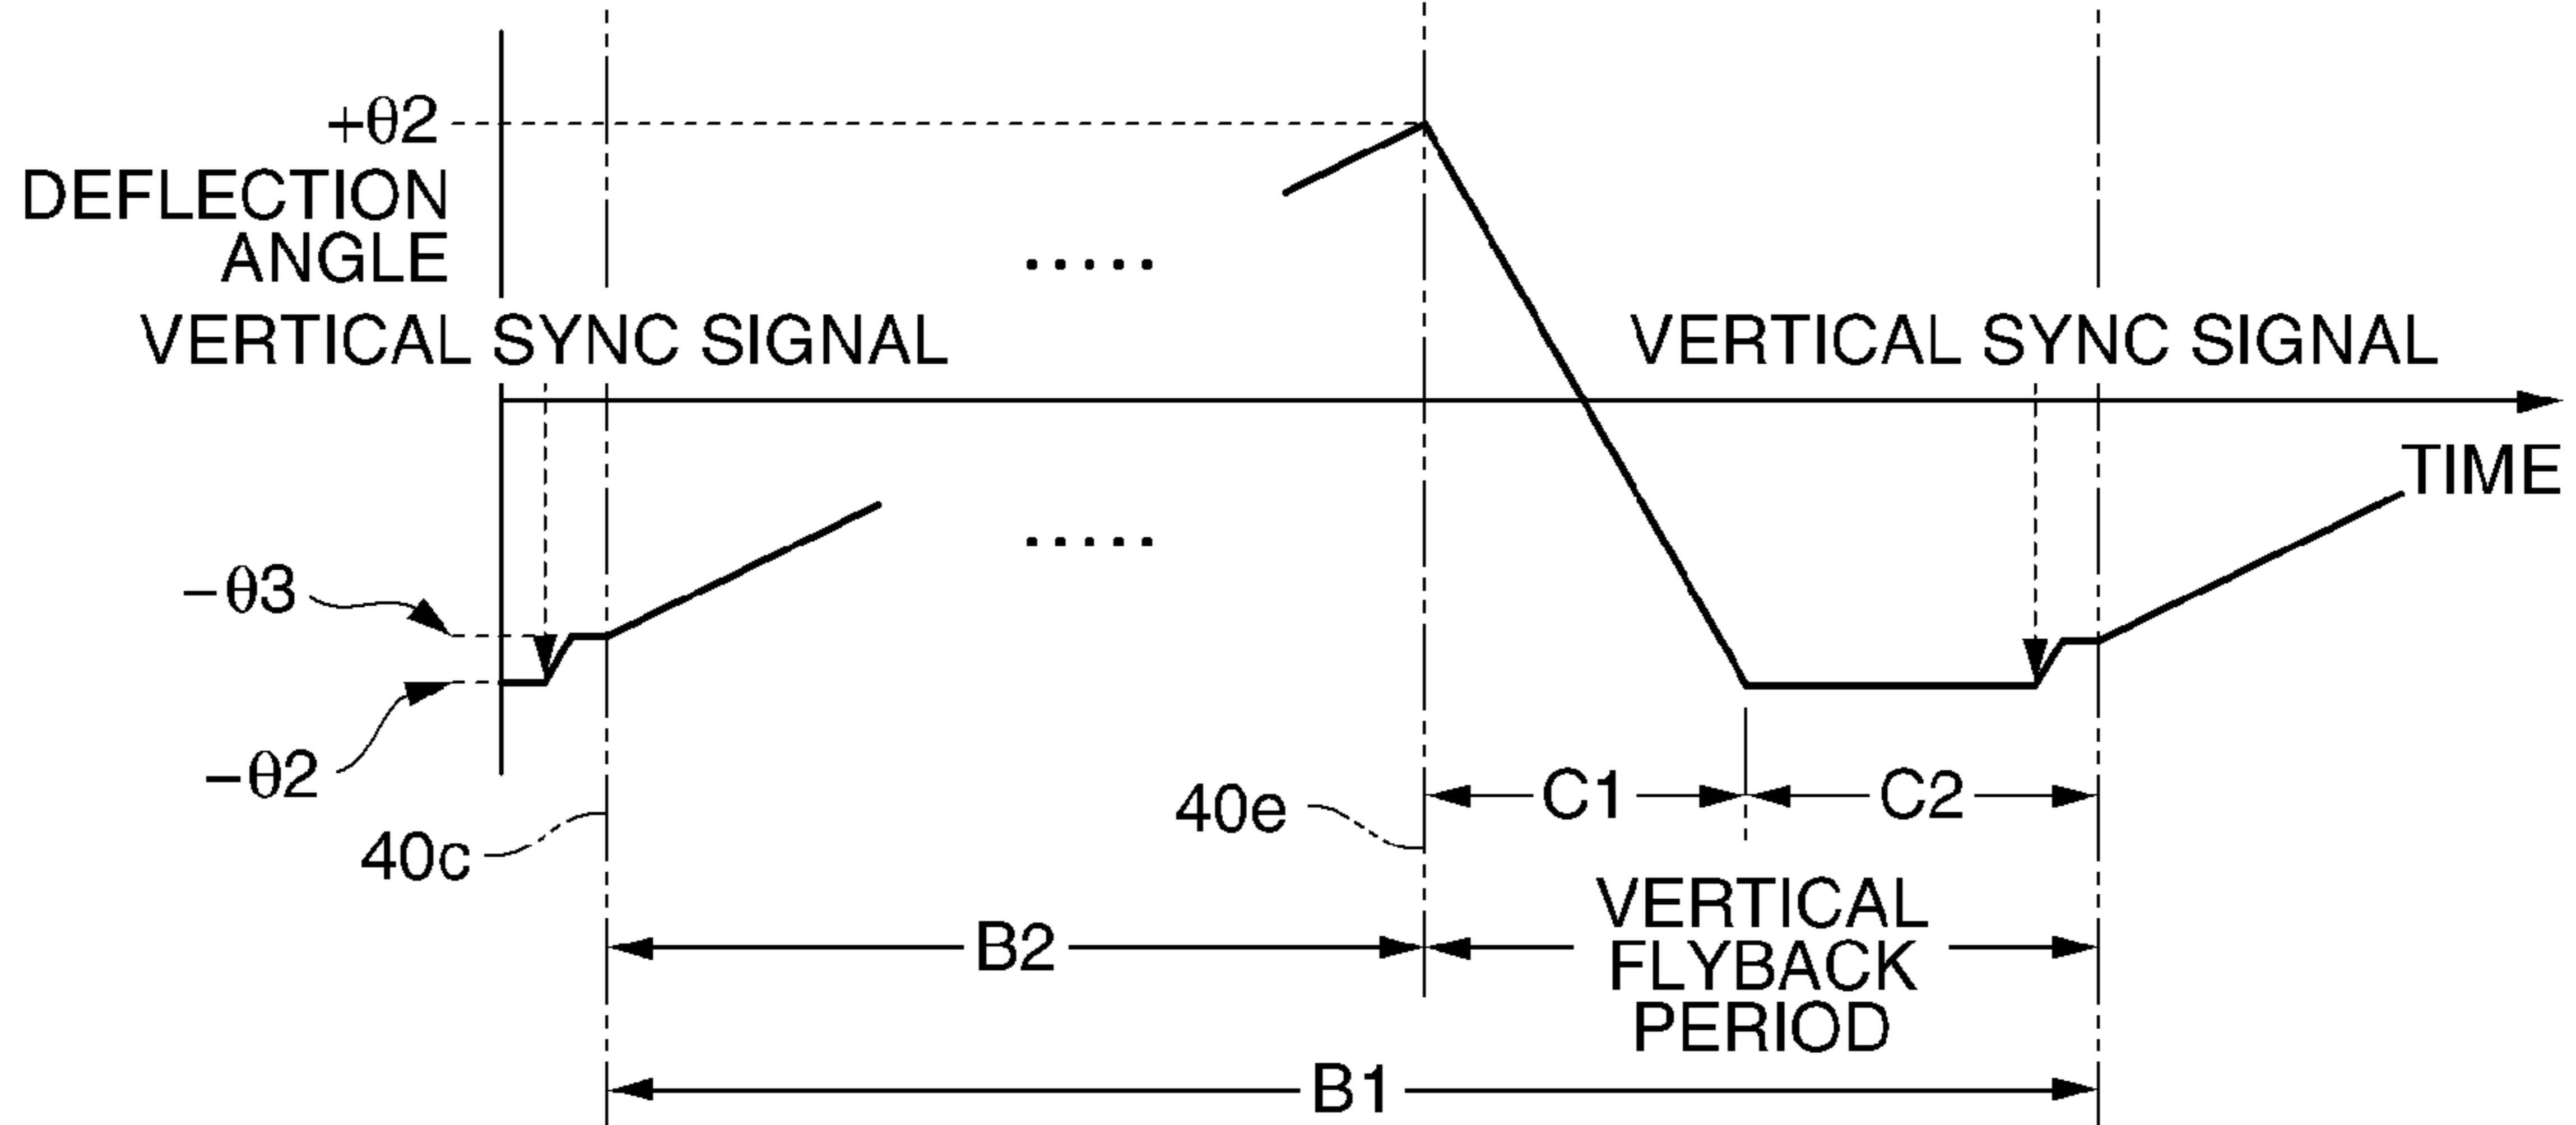 +θ2
DEFLECTION
ANGLE
VERTICAL SYNC SIGNAL
VERTICAL SYNC SIGNAL
TIME
−θ3
−θ2
40c
40e
C1
C2
B2
VERTICAL
FLYBACK
PERIOD
B1